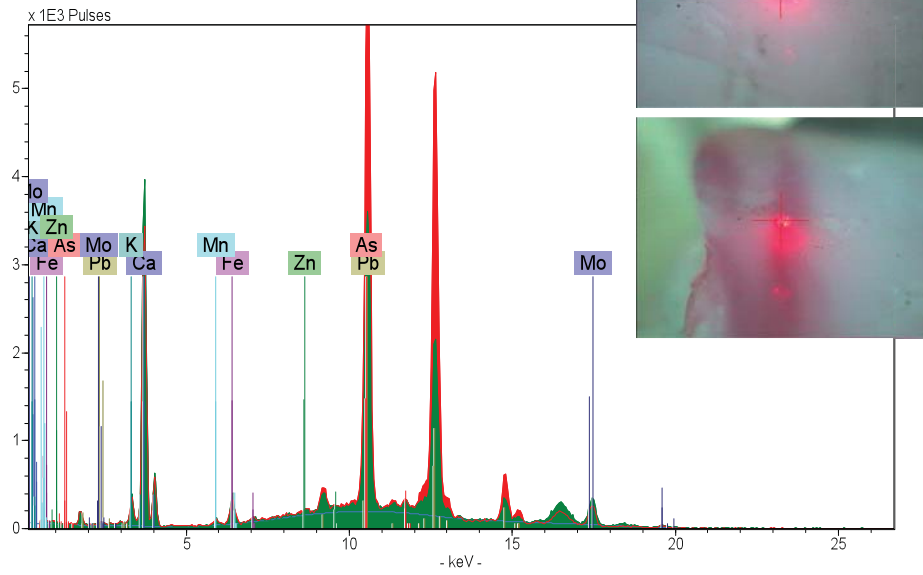 x 1E3 Pulses
5
4
Mn
K Zn
As Mo K Mn As
3 Fe Pb Ca Fe Zn Pb Mo
2
1
0
5 10 15 20 25
- keV -